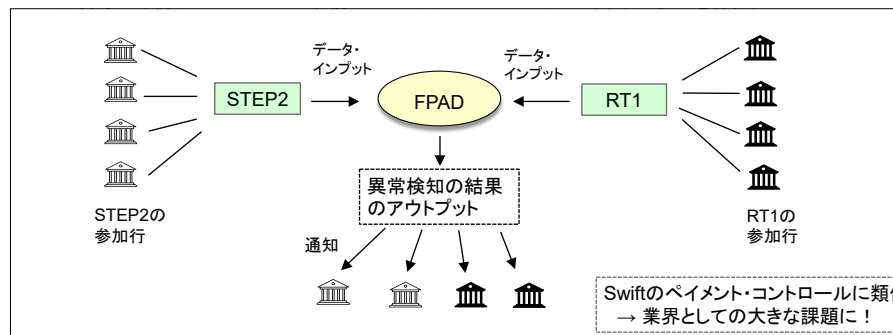 データ・
インプット
データ・
インプット
STEP2
FPAD
RT1
異常検知の結果
のアウトプット
STEP2の
参加行
RT1の
参加行
通知
Swiftのペイメント・コントロールに類
→ 業界としての大きな課題に！